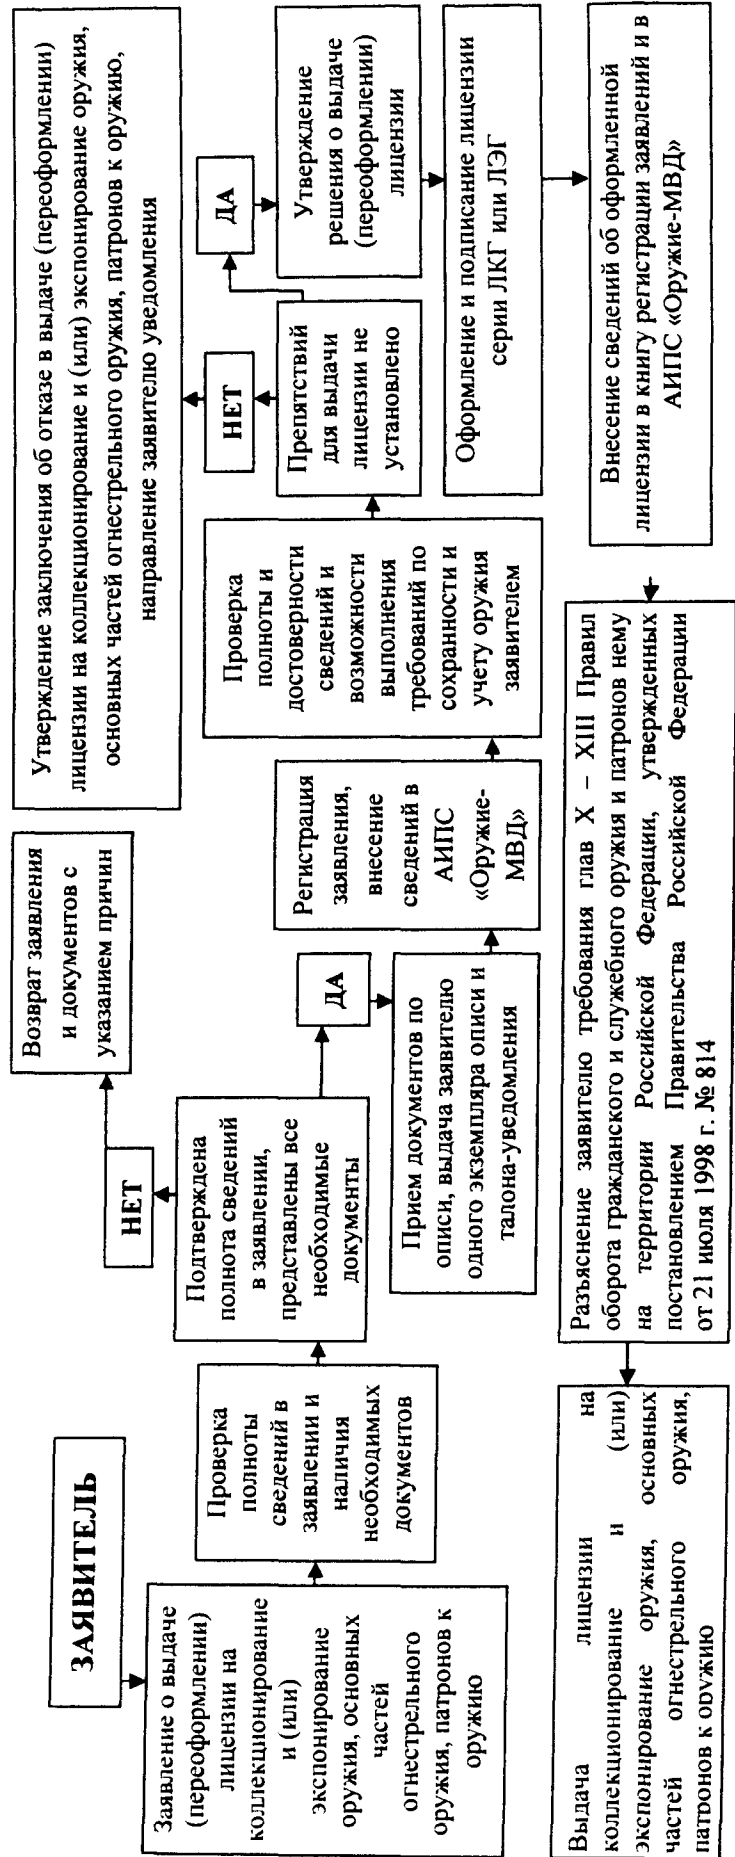 ЗАЯВИТЕЛЬ
Заявление о выдаче
(переоформлении)
лицензии на
коллекционирование
и (или)
экспонирование
оружия, основных
частей
огнестрельного
оружия, патронов к
оружию
Проверка
полноты
сведений в
заявлении и
наличия
необходимых
документов
Подтверждена
полнота сведений
в заявлении,
представлены все
необходимые
документы
НЕТ
Возврат заявления
и документов с
указанием причин
ДА
Прием документов по
описи, выдача заявителю
одного экземпляра описи и
талона-уведомления
Регистрация
заявления,
внесение
сведений в
АИПС
«Оружие-
МВД»
Проверка
полноты и
достоверности
сведений и
возможности
выполнения
требований по
сохранности и
учету оружия
заявителем
Препятствий
для выдачи
лицензии не
установлено
НЕТ
Утверждение заключения об отказе в выдаче (переоформлении)
лицензии на коллекционирование и (или) экспонирование оружия,
основных частей огнестрельного оружия, патронов к оружию,
направление заявителю уведомления
ДА
Утверждение
решения о выдаче
(переоформлении)
лицензии
Оформление и подписание лицензии
серии ЛКГ или ЛЭГ
Внесение сведений об оформленной
лицензии в книгу регистрации заявлений и в
АИПС «Оружие-МВД»
Разъяснение заявителю требования глав X – XIII Правил
оборота гражданского и служебного оружия и патронов нему
на территории Российской Федерации, утвержденных
постановлением Правительства Российской Федерации
от 21 июля 1998 г. № 814
Выдача лицензии на
коллекционирование и (или)
экспонирование оружия, основных
частей огнестрельного оружия,
патронов к оружию